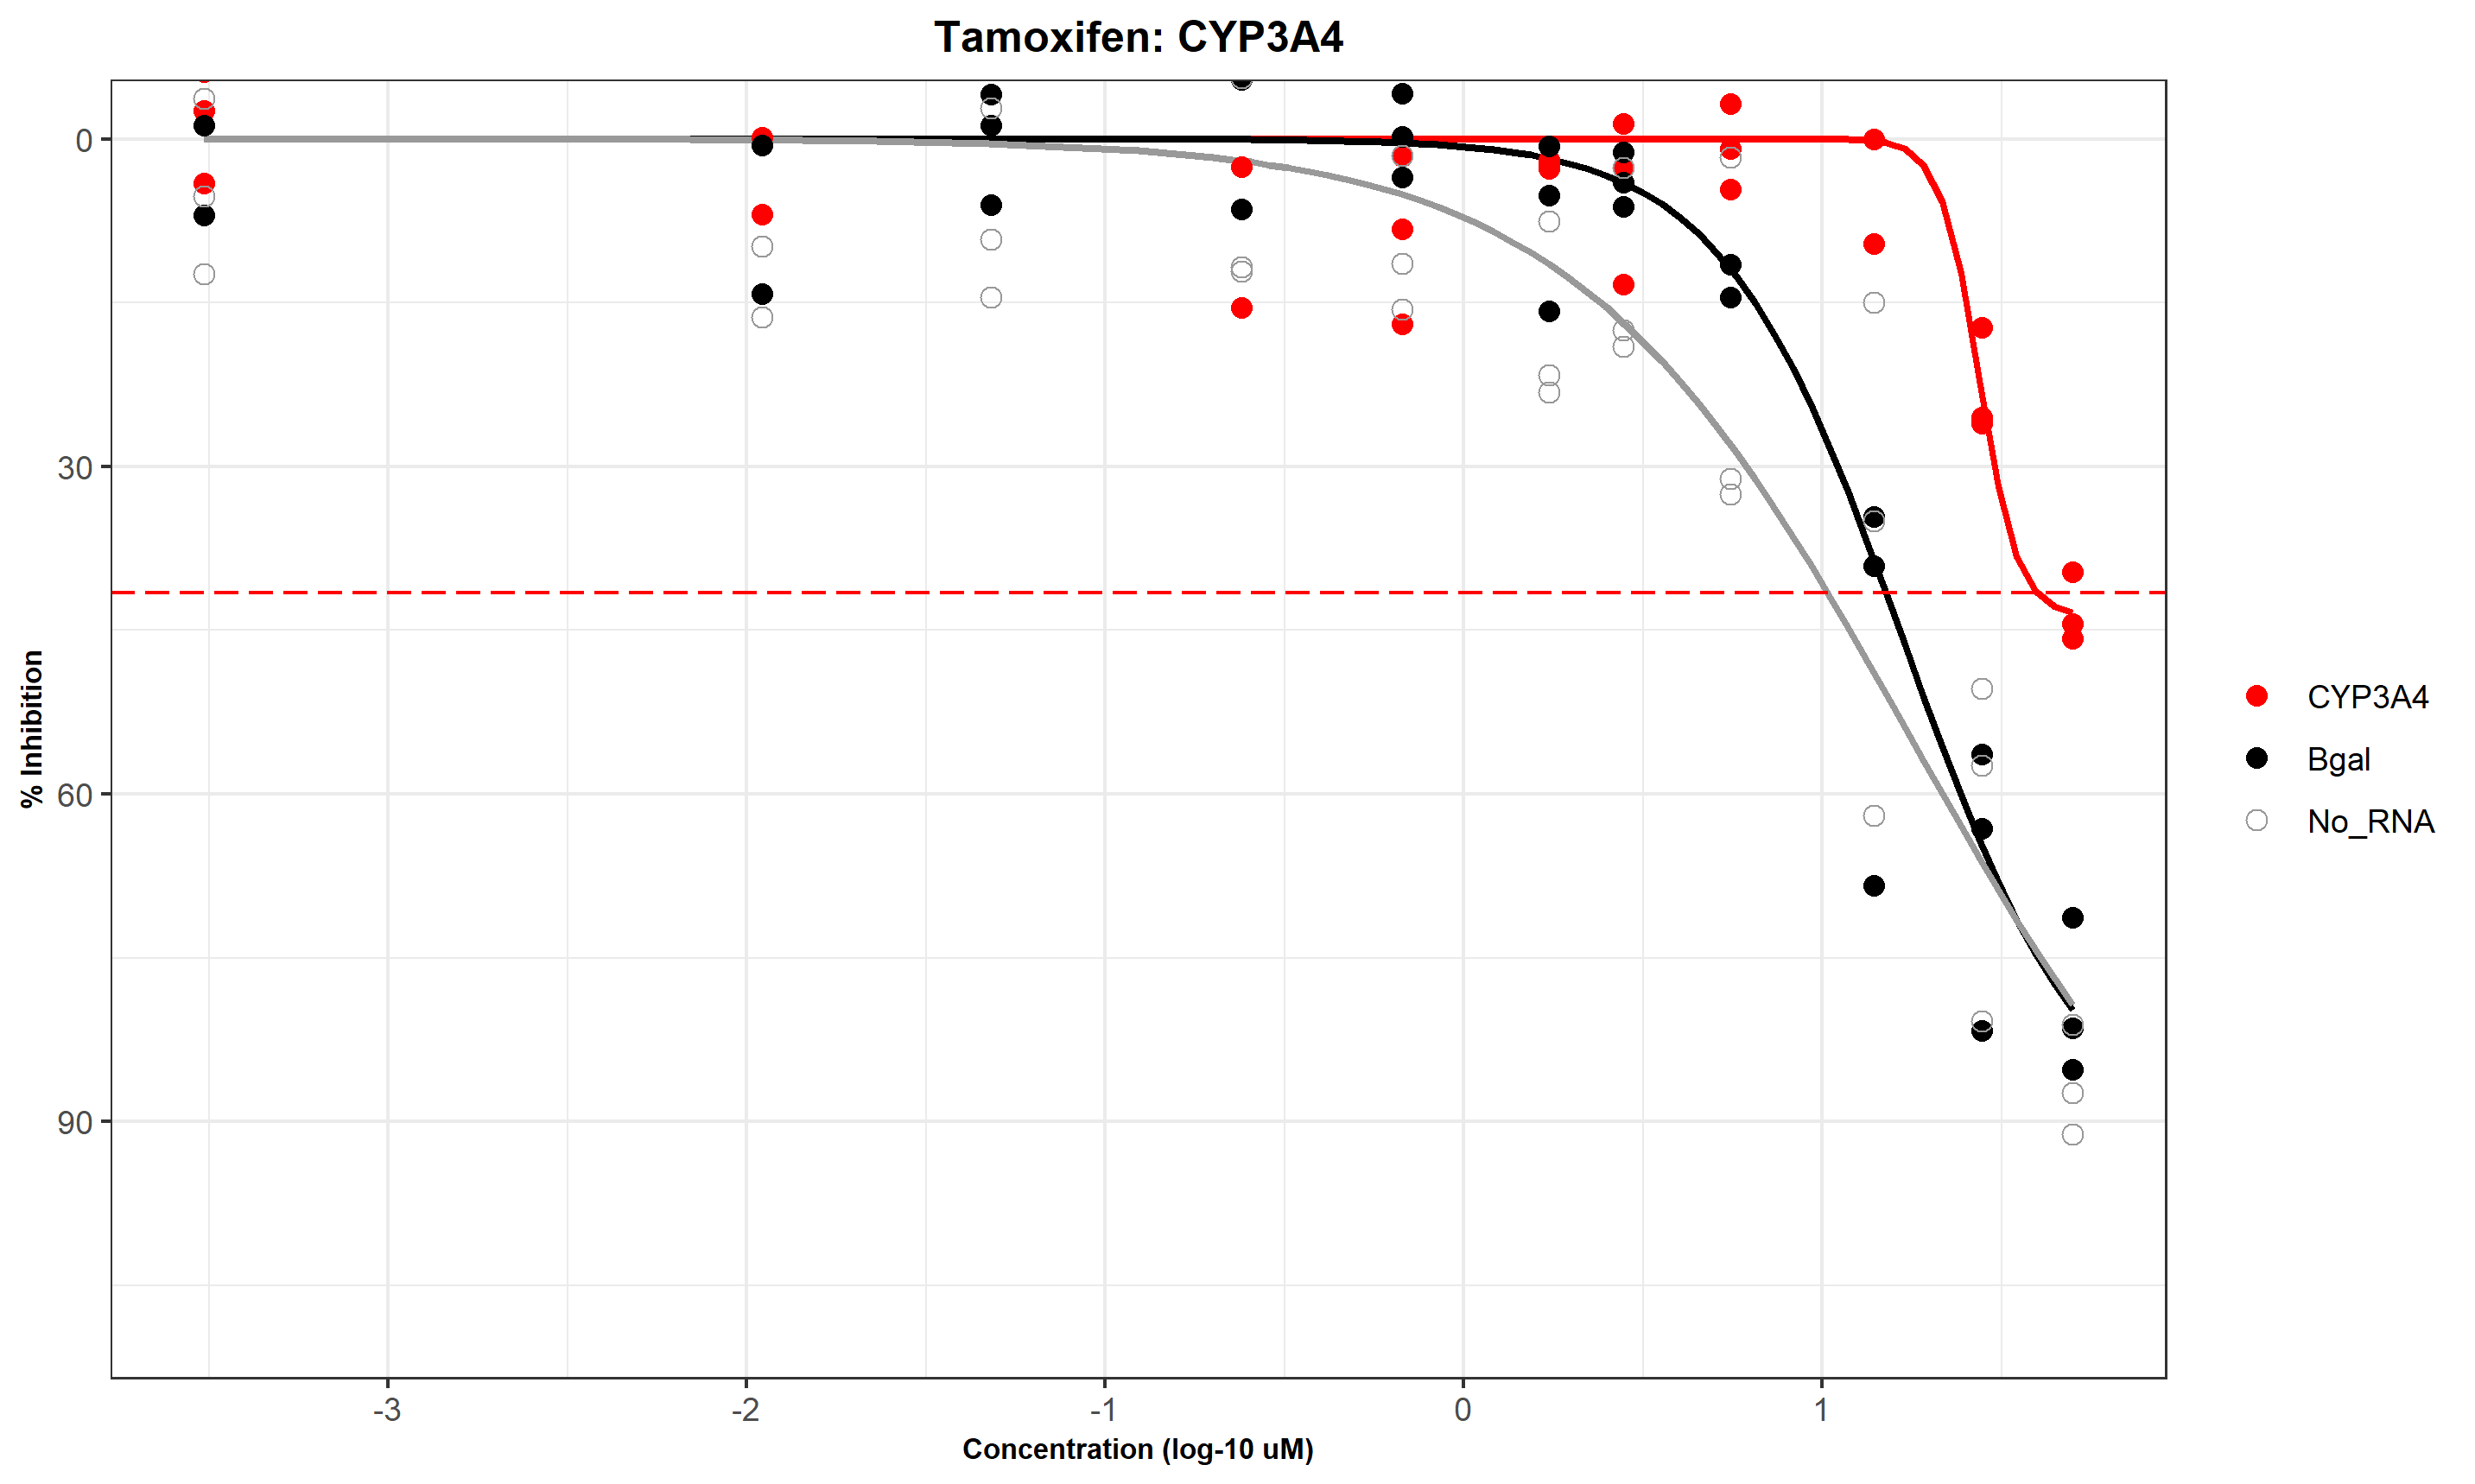 Tamoxifen: CYP3A4
% Inhibition
0
30
60
90
-3
-2
-1
0
1
Concentration (log-10 uM)
CYP3A4
Bgal
No_RNA